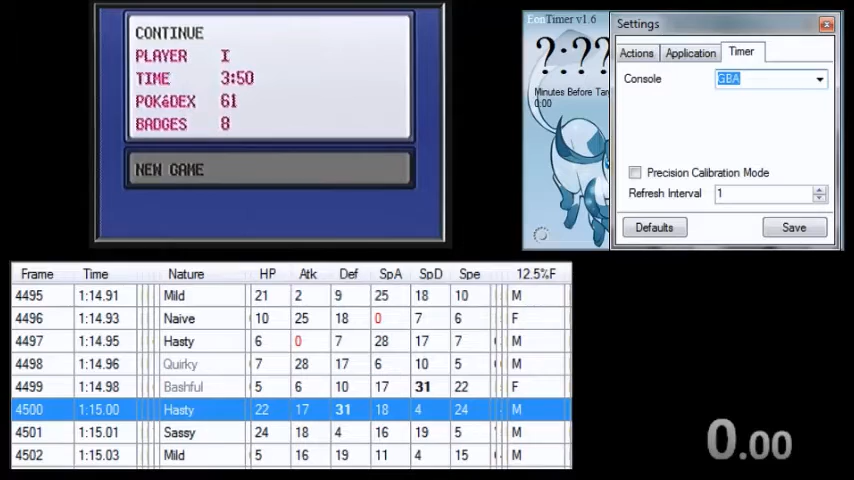 CONTINUE
PLAYER I
TIME 3:50
POKéDEX 61
BADGES 8
NEW GAME
EonTimer v1.6
?:??
Minutes Before Tar
0:00
Settings
Actions Application Timer
Console GBA
Precision Calibration Mode
Refresh Interval 1
Defaults Save
Frame Time Nature HP Atk Def SpA SpD Spe 12.5%F
4495 1:14.91 Mild 21 2 9 25 18 10 M
4496 1:14.93 Naive 10 25 18 0 7 6 F
4497 1:14.95 Hasty 6 0 7 28 17 7 M
4498 1:14.96 Quirky 7 28 17 6 10 5 M
4499 1:14.98 Bashful 5 6 10 17 31 22 F
4500 1:15.00 Hasty 22 17 31 18 4 24 M
4501 1:15.01 Sassy 24 18 4 16 19 5 M
4502 1:15.03 Mild 5 16 19 11 4 15 M
0.00